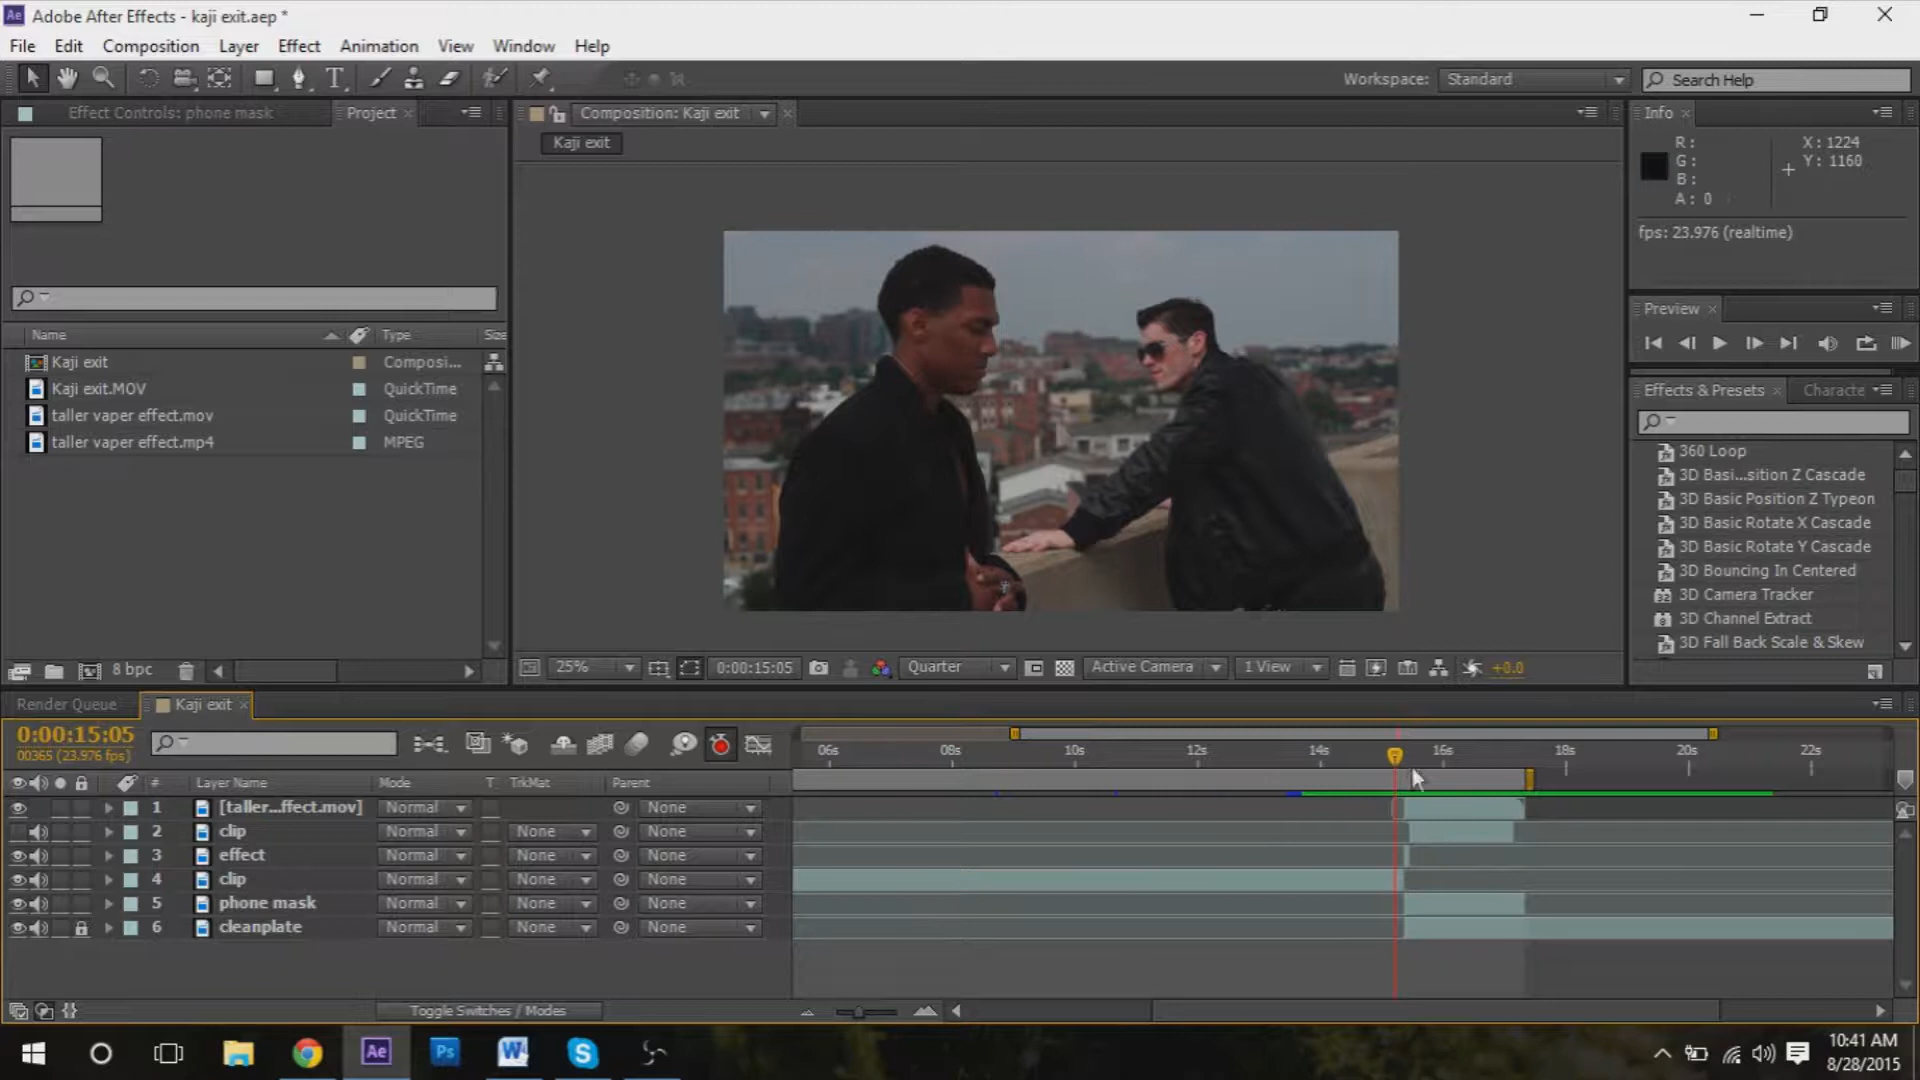 Ae Adobe After Effects - kaji exit.aep *
File Edit Composition Layer Effect Animation View Window Help
Workspace: Standard Search Help
Effect Controls: phone mask Project
Composition: Kaji exit
Kaji exit
Info
R:
G:
B:
A: 0
X: 1224
Y: 1160
fps: 23.976 (realtime)
Preview
Effects & Presets Characte
360 Loop
3D Basi...sition Z Cascade
3D Basic Position Z Typeon
3D Basic Rotate X Cascade
3D Basic Rotate Y Cascade
3D Bouncing In Centered
3D Camera Tracker
3D Channel Extract
3D Fall Back Scale & Skew
Name Type Size
Kaji exit Composi...
Kaji exit.MOV QuickTime
taller vaper effect.mov QuickTime
taller vaper effect.mp4 MPEG
8 bpc
25% 0:00:15:05 Quarter Active Camera 1 View +0.0
Render Queue Kaji exit
0:00:15:05
00365 (23.976 fps)
06s 08s 10s 12s 14s 16s 18s 20s 22s
# Layer Name Mode T TrkMat Parent
1 [taller...ffect.mov] Normal None
2 clip Normal None None
3 effect Normal None None
4 clip Normal None None
5 phone mask Normal None None
6 cleanplate Normal None None
Toggle Switches / Modes
Ae Ps W S
10:41 AM
8/28/2015